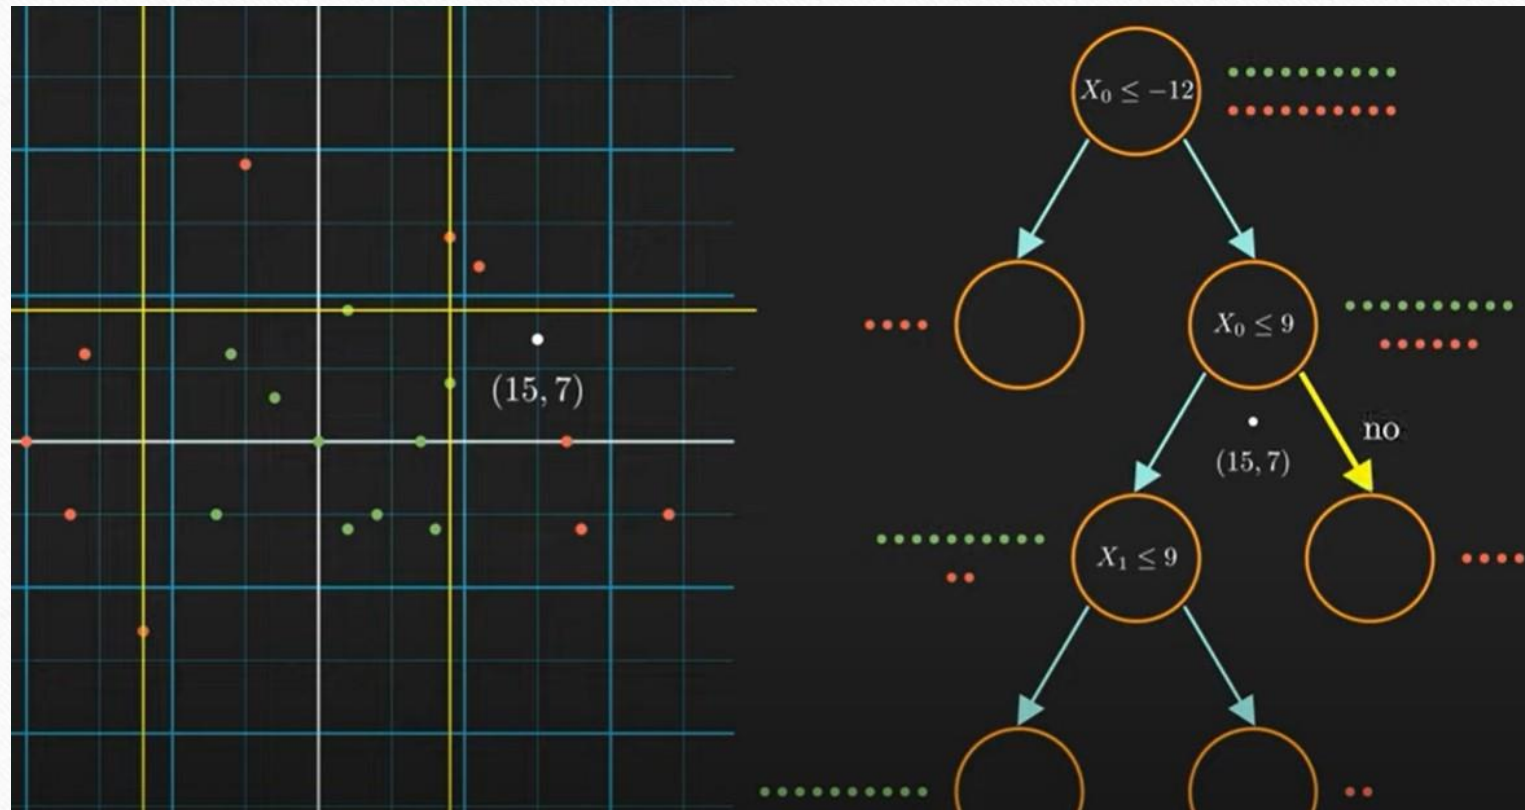 X₀ ≤ −12
X₀ ≤ 9
(15, 7)
no
(15, 7)
X₁ ≤ 9